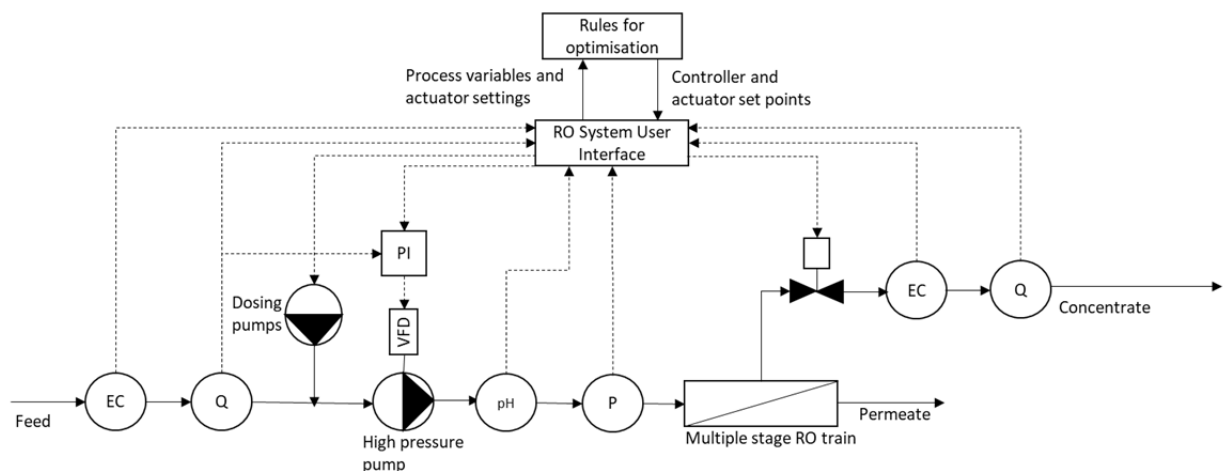 Rules for
optimisation
Process variables and
actuator settings
Controller and
actuator set points
RO System User
Interface
PI
VFD
Dosing
pumps
EC
Q
Concentrate
EC
Q
pH
P
Feed
High pressure
pump
Multiple stage RO train
Permeate